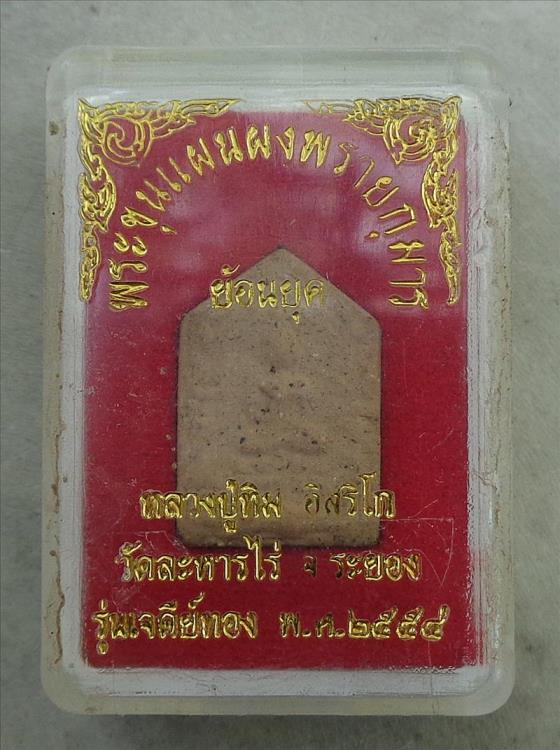 พระขุนแผนผงพรายกุมาร
ย้อนยุค
หลวงปู่ทิม อิสริโก
วัดละหารไร่ จ ระยอง
รุ่นเจดีย์ทอง พ.ศ.๒๕๕๔